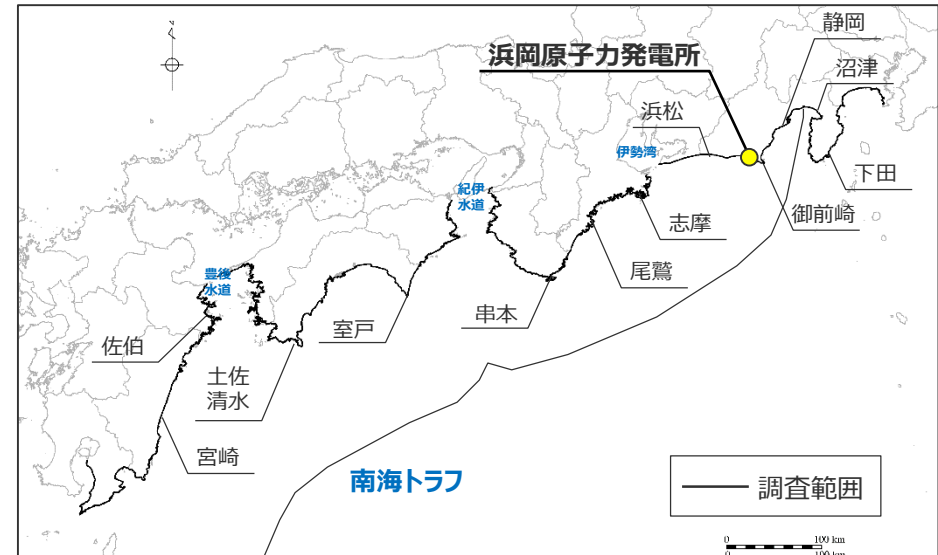 静岡
浜岡原子力発電所
沼津
浜松
伊勢湾
下田
紀伊
水道
志摩
御前崎
尾鷲
豊後
水道
串本
室戸
佐伯
土佐
清水
宮崎
南海トラフ
調査範囲
0 100 km
0 100 km